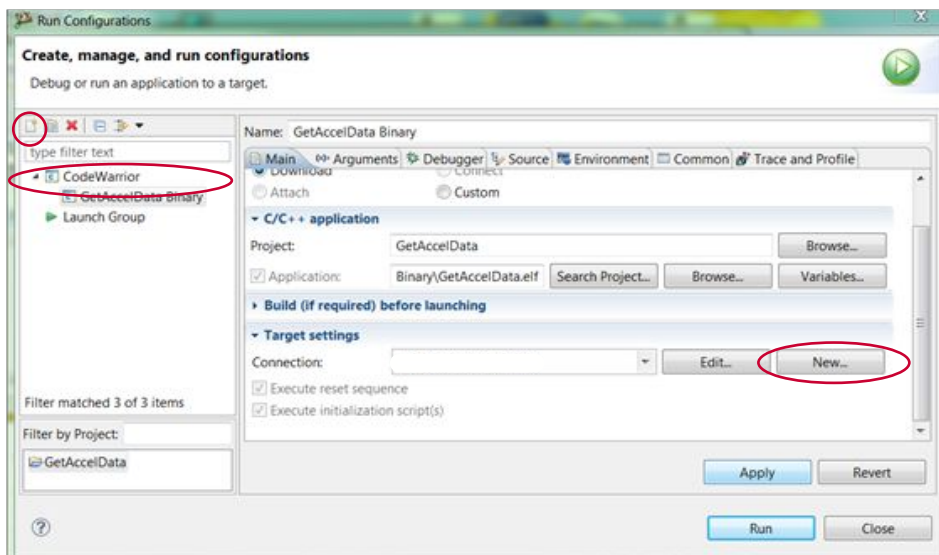 Run Configurations
X
Create, manage, and run configurations
Debug or run an application to a target.
type filter text
CodeWarrior
GetAccelData Binary
Launch Group
Filter matched 3 of 3 items
Filter by Project:
GetAccelData
Name: GetAccelData Binary
Main Arguments Debugger Source Environment Common Trace and Profile
Download Connect
Attach Custom
C/C++ application
Project: GetAccelData Browse...
Application: Binary\GetAccelData.elf Search Project... Browse... Variables...
Build (if required) before launching
Target settings
Connection: Edit... New...
Execute reset sequence
Execute initialization script(s)
Apply Revert
? Run Close